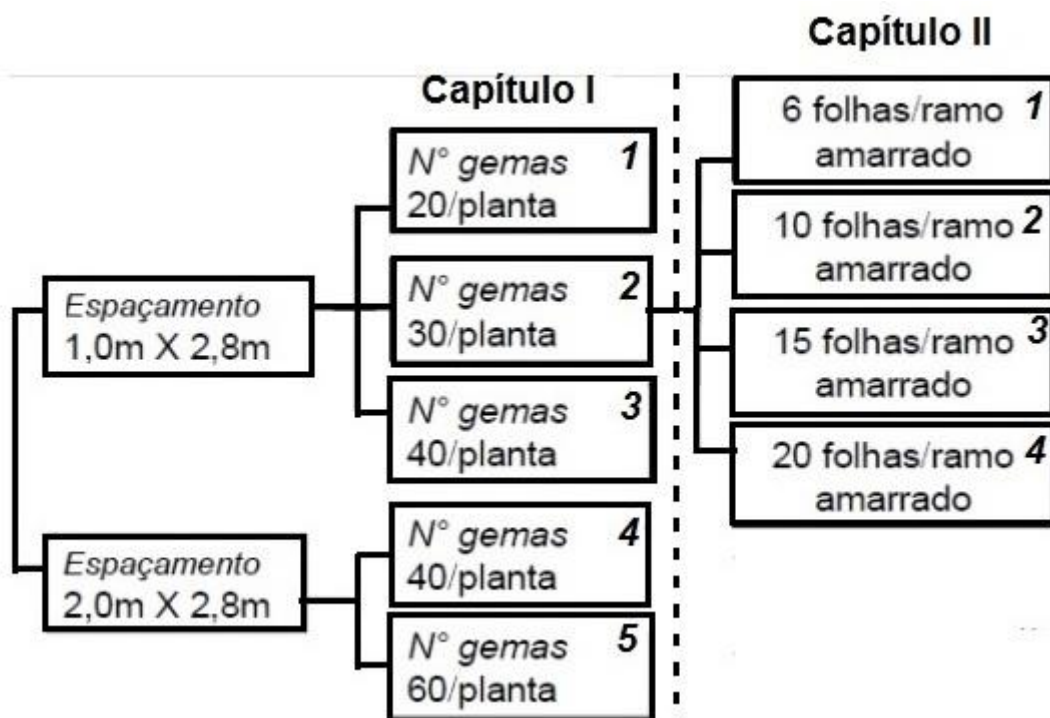 Capítulo II
Capítulo I
Espaçamento
1,0m X 2,8m
Espaçamento
2,0m X 2,8m
N° gemas 1
20/planta
N° gemas 2
30/planta
N° gemas 3
40/planta
N° gemas 4
40/planta
N° gemas 5
60/planta
6 folhas/ramo 1
amarrado
10 folhas/ramo 2
amarrado
15 folhas/ramo 3
amarrado
20 folhas/ramo 4
amarrado